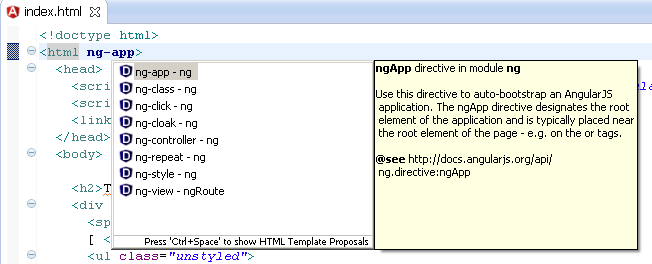 index.html
<!doctype html>
<html ng-app>
<head>
<scri
<scri
<link
</head>
<body>
<h2>T
<div
<sp
[ <
<ul class="unstyled">
ng-app - ng
ng-class - ng
ng-click - ng
ng-cloak - ng
ng-controller - ng
ng-repeat - ng
ng-style - ng
ng-view - ngRoute
Press 'Ctrl+Space' to show HTML Template Proposals
ngApp directive in module ng
Use this directive to auto-bootstrap an AngularJS
application. The ngApp directive designates the root
element of the application and is typically placed near
the root element of the page - e.g. on the or tags.
@see http://docs.angularjs.org/api/
ng.directive:ngApp